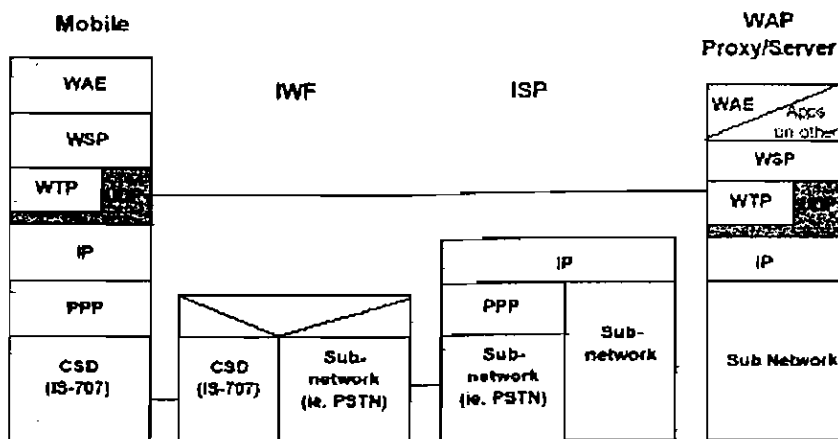 Mobile
WAP
Proxy/Server
IWF
ISP
WAE
WSP
WTP
IP
PPP
CSD
(IS-707)
CSD
(IS-707)
Sub-
network
(ie. PSTN)
IP
PPP
Sub-
network
(ie. PSTN)
Sub-
network
WAE
Apps
on other
WSP
WTP
IP
Sub Network